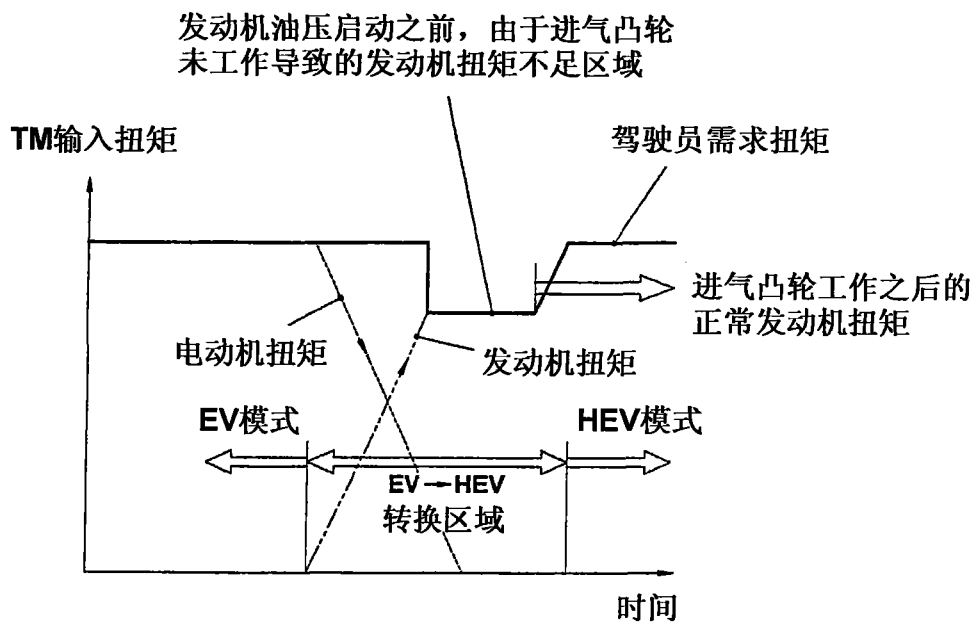 发动机油压启动之前，由于进气凸轮
未工作导致的发动机扭矩不足区域
TM输入扭矩
驾驶员需求扭矩
进气凸轮工作之后的
正常发动机扭矩
电动机扭矩
发动机扭矩
EV模式
HEV模式
EV→HEV
转换区域
时间